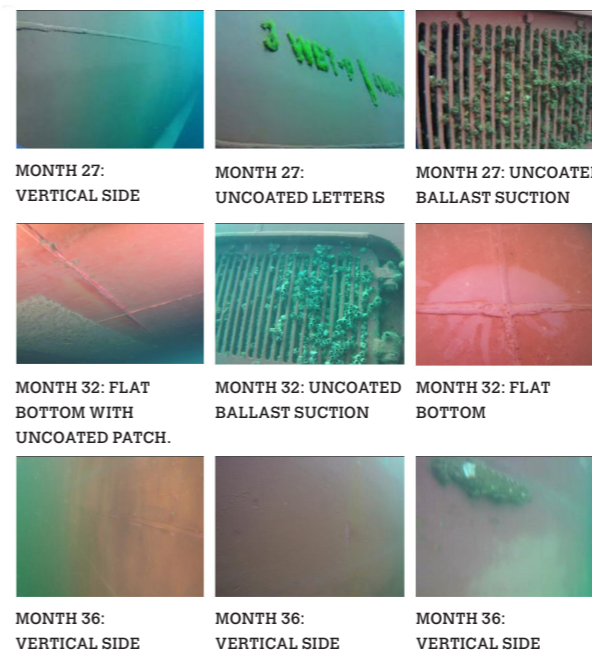 3 WBT-P
MONTH 27:
VERTICAL SIDE
MONTH 27:
UNCOATED LETTERS
MONTH 27: UNCOATED
BALLAST SUCTION
MONTH 32: FLAT
BOTTOM WITH
UNCOATED PATCH.
MONTH 32: UNCOATED
BALLAST SUCTION
MONTH 32: FLAT
BOTTOM
MONTH 36:
VERTICAL SIDE
MONTH 36:
VERTICAL SIDE
MONTH 36:
VERTICAL SIDE